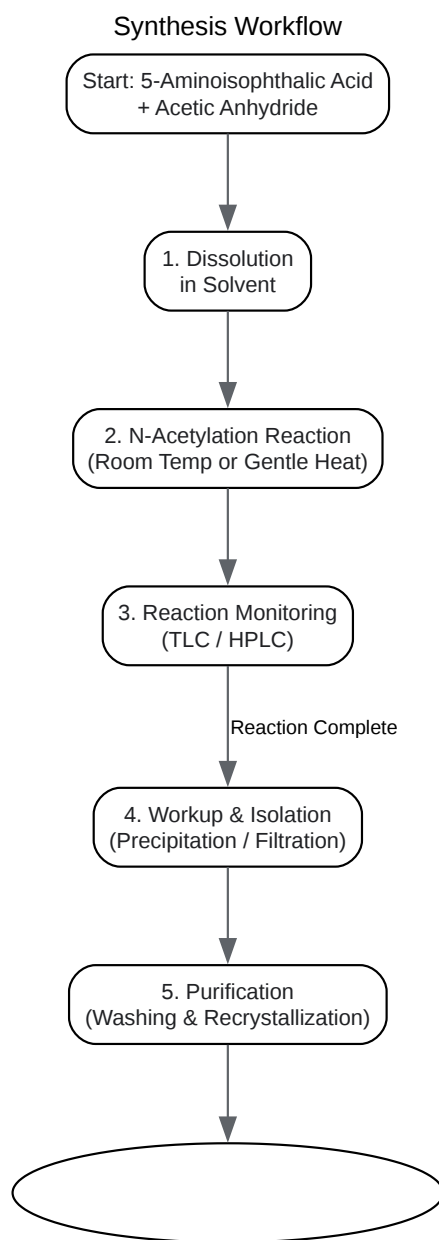 Synthesis Workflow
Start: 5-Aminoisophthalic Acid
+ Acetic Anhydride
1. Dissolution
in Solvent
2. N-Acetylation Reaction
(Room Temp or Gentle Heat)
3. Reaction Monitoring
(TLC / HPLC)
Reaction Complete
4. Workup & Isolation
(Precipitation / Filtration)
5. Purification
(Washing & Recrystallization)